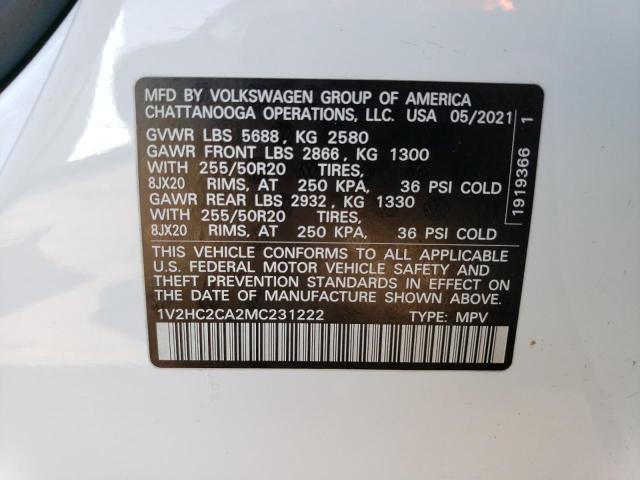 MFD BY VOLKSWAGEN GROUP OF AMERICA
CHATTANOOGA OPERATIONS, LLC. USA 05/2021
GVWR LBS 5688, KG 2580
GAWR FRONT LBS 2866, KG 1300
WITH 255/50R20 TIRES,
8JX20 RIMS, AT 250 KPA, 36 PSI COLD
GAWR REAR LBS 2932, KG 1330
WITH 255/50R20 TIRES,
8JX20 RIMS, AT 250 KPA, 36 PSI COLD
THIS VEHICLE CONFORMS TO ALL APPLICABLE
U.S. FEDERAL MOTOR VEHICLE SAFETY AND
THEFT PREVENTION STANDARDS IN EFFECT ON
THE DATE OF MANUFACTURE SHOWN ABOVE.
1V2HC2CA2MC231222 TYPE: MPV
1919366 1